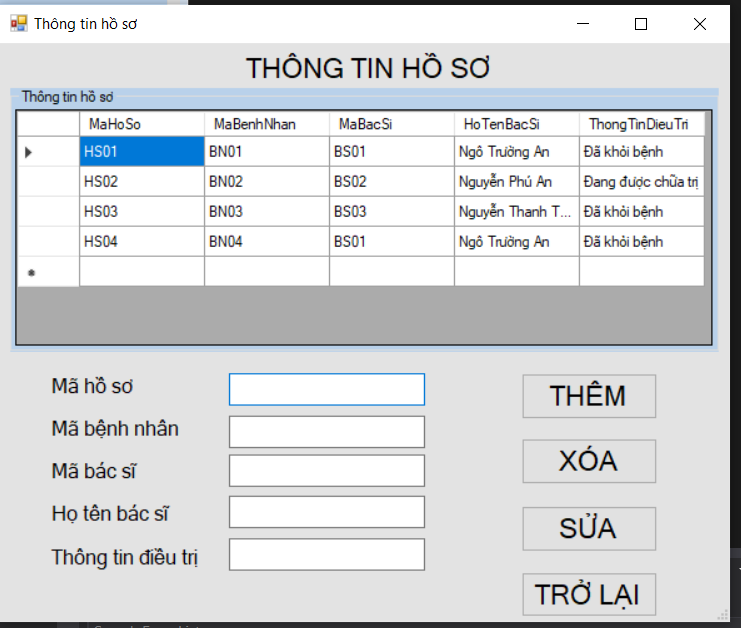 Thông tin hồ sơ
THÔNG TIN HỒ SƠ
Thông tin hồ sơ
MaHoSo MaBenhNhan MaBacSi HoTenBacSi ThongTinDieuTri
HS01 BN01 BS01 Ngô Trường An Đã khỏi bệnh
HS02 BN02 BS02 Nguyễn Phú An Đang được chữa trị
HS03 BN03 BS03 Nguyễn Thanh T... Đã khỏi bệnh
HS04 BN04 BS01 Ngô Trường An Đã khỏi bệnh
Mã hồ sơ
THÊM
Mã bệnh nhân
XÓA
Mã bác sĩ
Họ tên bác sĩ
SỬA
Thông tin điều trị
TRỞ LẠI